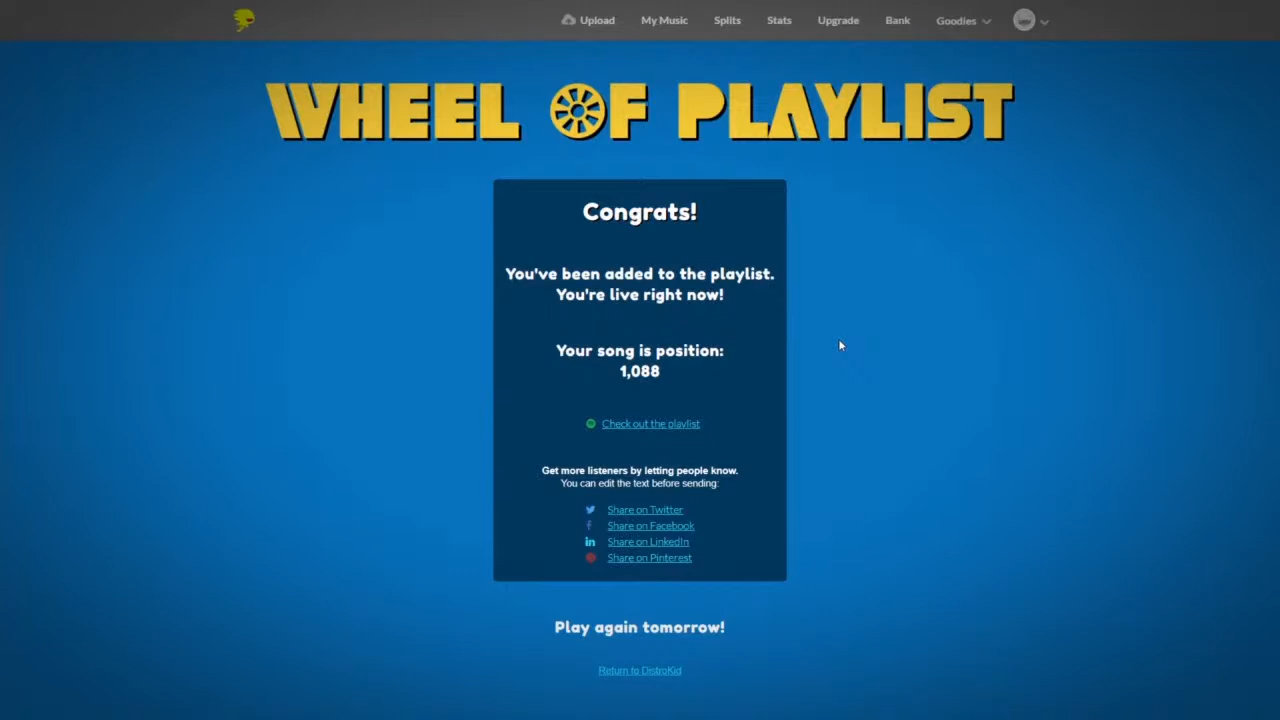 Upload My Music Splits Stats Upgrade Bank Goodies
WHEEL OF PLAYLIST
Congrats!
You've been added to the playlist.
You're live right now!
Your song is position:
1,088
Check out the playlist
Get more listeners by letting people know.
You can edit the text before sending:
Share on Twitter
Share on Facebook
in Share on LinkedIn
Share on Pinterest
Play again tomorrow!
Return to DistroKid